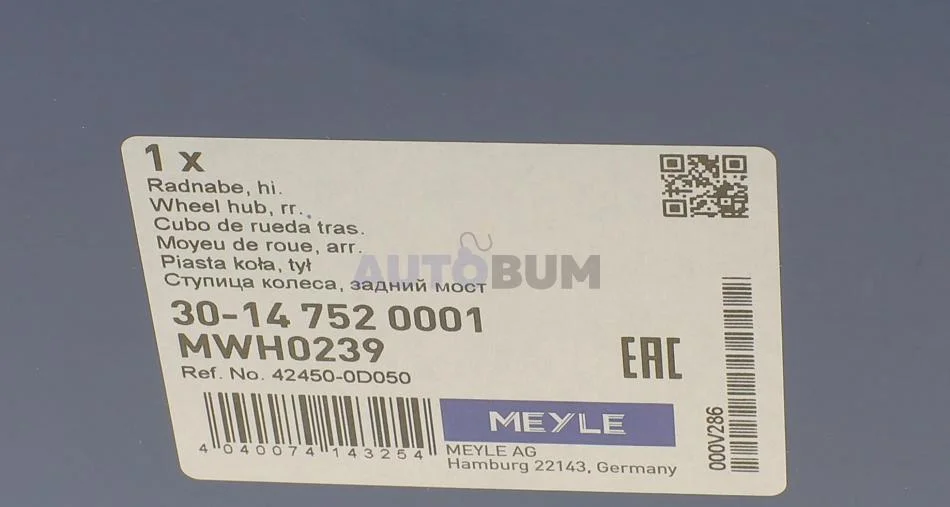 1 x
Radnabe, hi.
Wheel hub, rr.
Cubo de rueda tras.
Moyeu de roue, arr.
Piasta koła, tył
Ступица колеса, задний мост
AUTOBUM
30-14 752 0001
MWH0239
Ref. No. 42450-0D050
EAC
4 040074 143254
MEYLE
MEYLE AG
Hamburg 22143, Germany
000V286